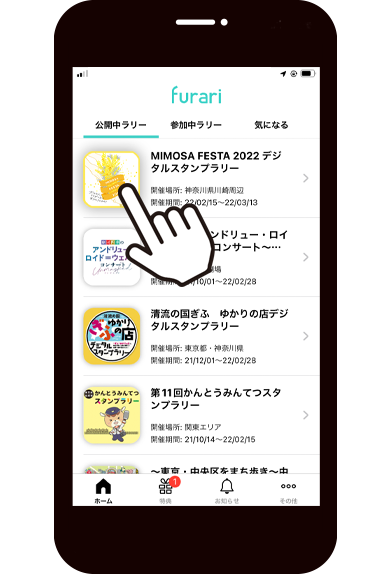 furari
公開中ラリー 参加中ラリー 気になる
MIMOSA FESTA 2022 デジ
タルスタンプラリー
開催場所: 神奈川県川崎周辺
開催期間: 22/02/15~22/03/13
アンドリュー
ロイド=ウェ
コンサート
ンドリュー・ロイ
コンサート～…
開催期間: 21/10/01~22/02/28
清流の国
ぎふ ゆかり
の店
デジタル
スタンプラリー
清流の国ぎふ ゆかりの店デジ
タルスタンプラリー
開催場所: 東京都・神奈川県
開催期間: 21/12/01~22/02/28
かんとうみんてつ
スタンプラリー
第11回かんとうみんてつスタ
ンプラリー
開催場所: 関東エリア
開催期間: 21/10/14~22/02/15
～東京・中央区をまち歩き～中
1
ホーム 特典 お知らせ その他